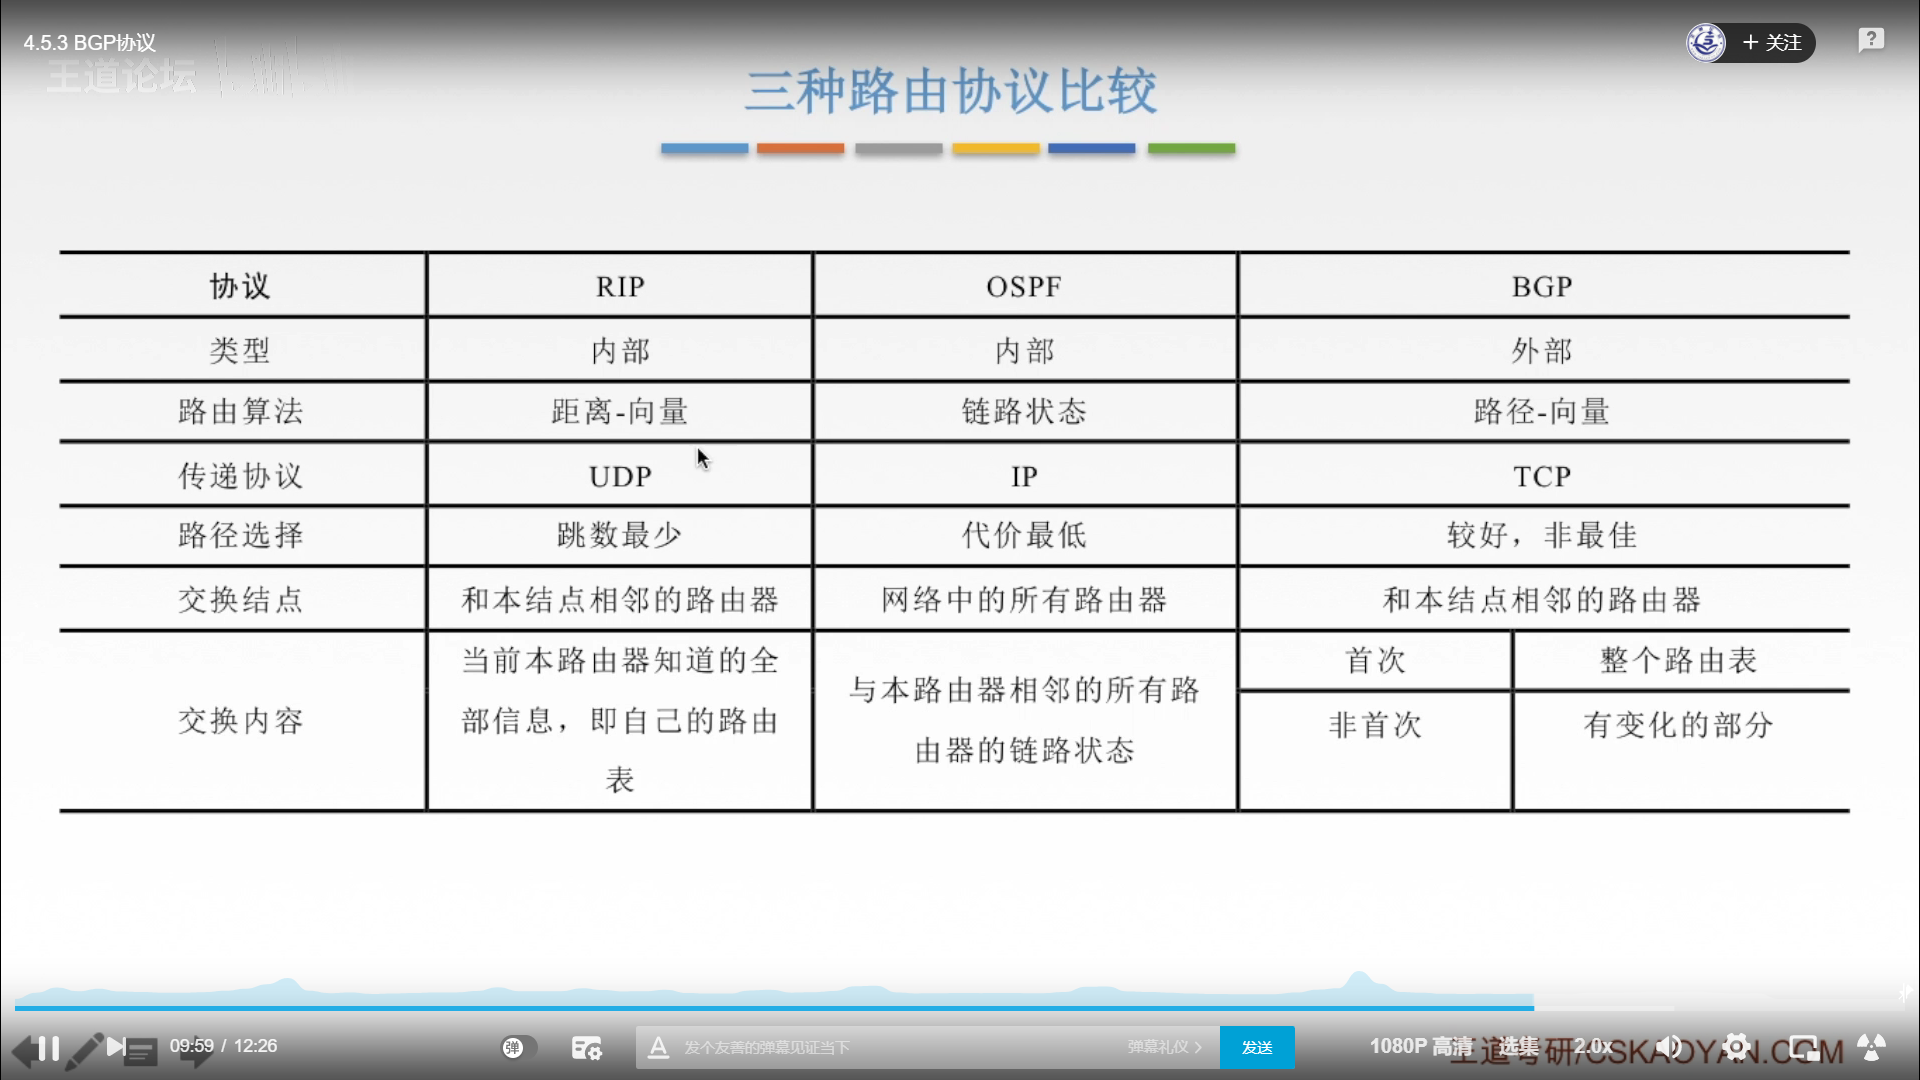 4.5.3 BGP协议
+ 关注
?
王道论坛
三种路由协议比较
协议 RIP OSPF BGP
类型 内部 内部 外部
路由算法 距离-向量 链路状态 路径-向量
传递协议 UDP IP TCP
路径选择 跳数最少 代价最低 较好，非最佳
交换结点 和本结点相邻的路由器 网络中的所有路由器 和本结点相邻的路由器
交换内容
当前本路由器知道的全
部信息，即自己的路由
表
与本路由器相邻的所有路
由器的链路状态
首次 整个路由表
非首次 有变化的部分
09:59 / 12:26
弹
A 发个友善的弹幕见证当下
弹幕礼仪 >
发送
1080P 高清
选集
2.0x
王道考研/CSKAOYAN.COM